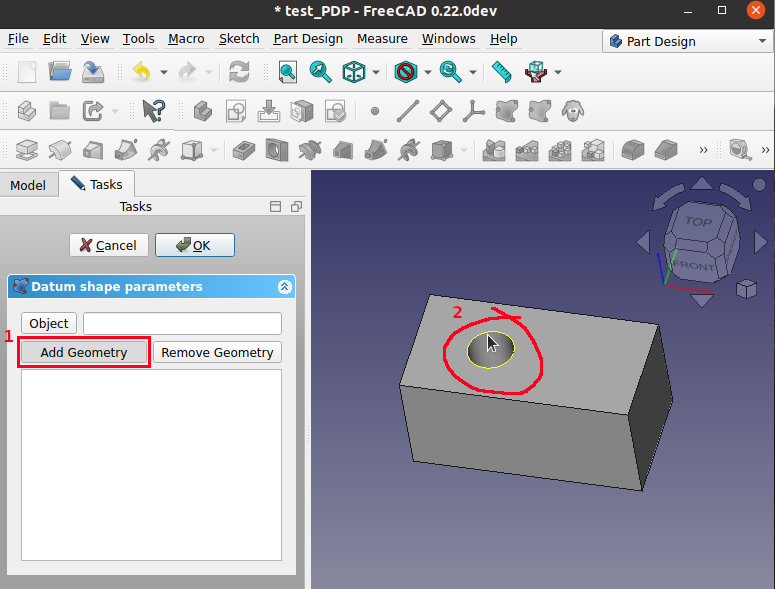 * test_PDP - FreeCAD 0.22.0dev
File Edit View Tools Macro Sketch Part Design Measure Windows Help
Part Design
Model Tasks
Tasks
Cancel OK
Datum shape parameters
Object
1
Add Geometry Remove Geometry
2
TOP
FRONT